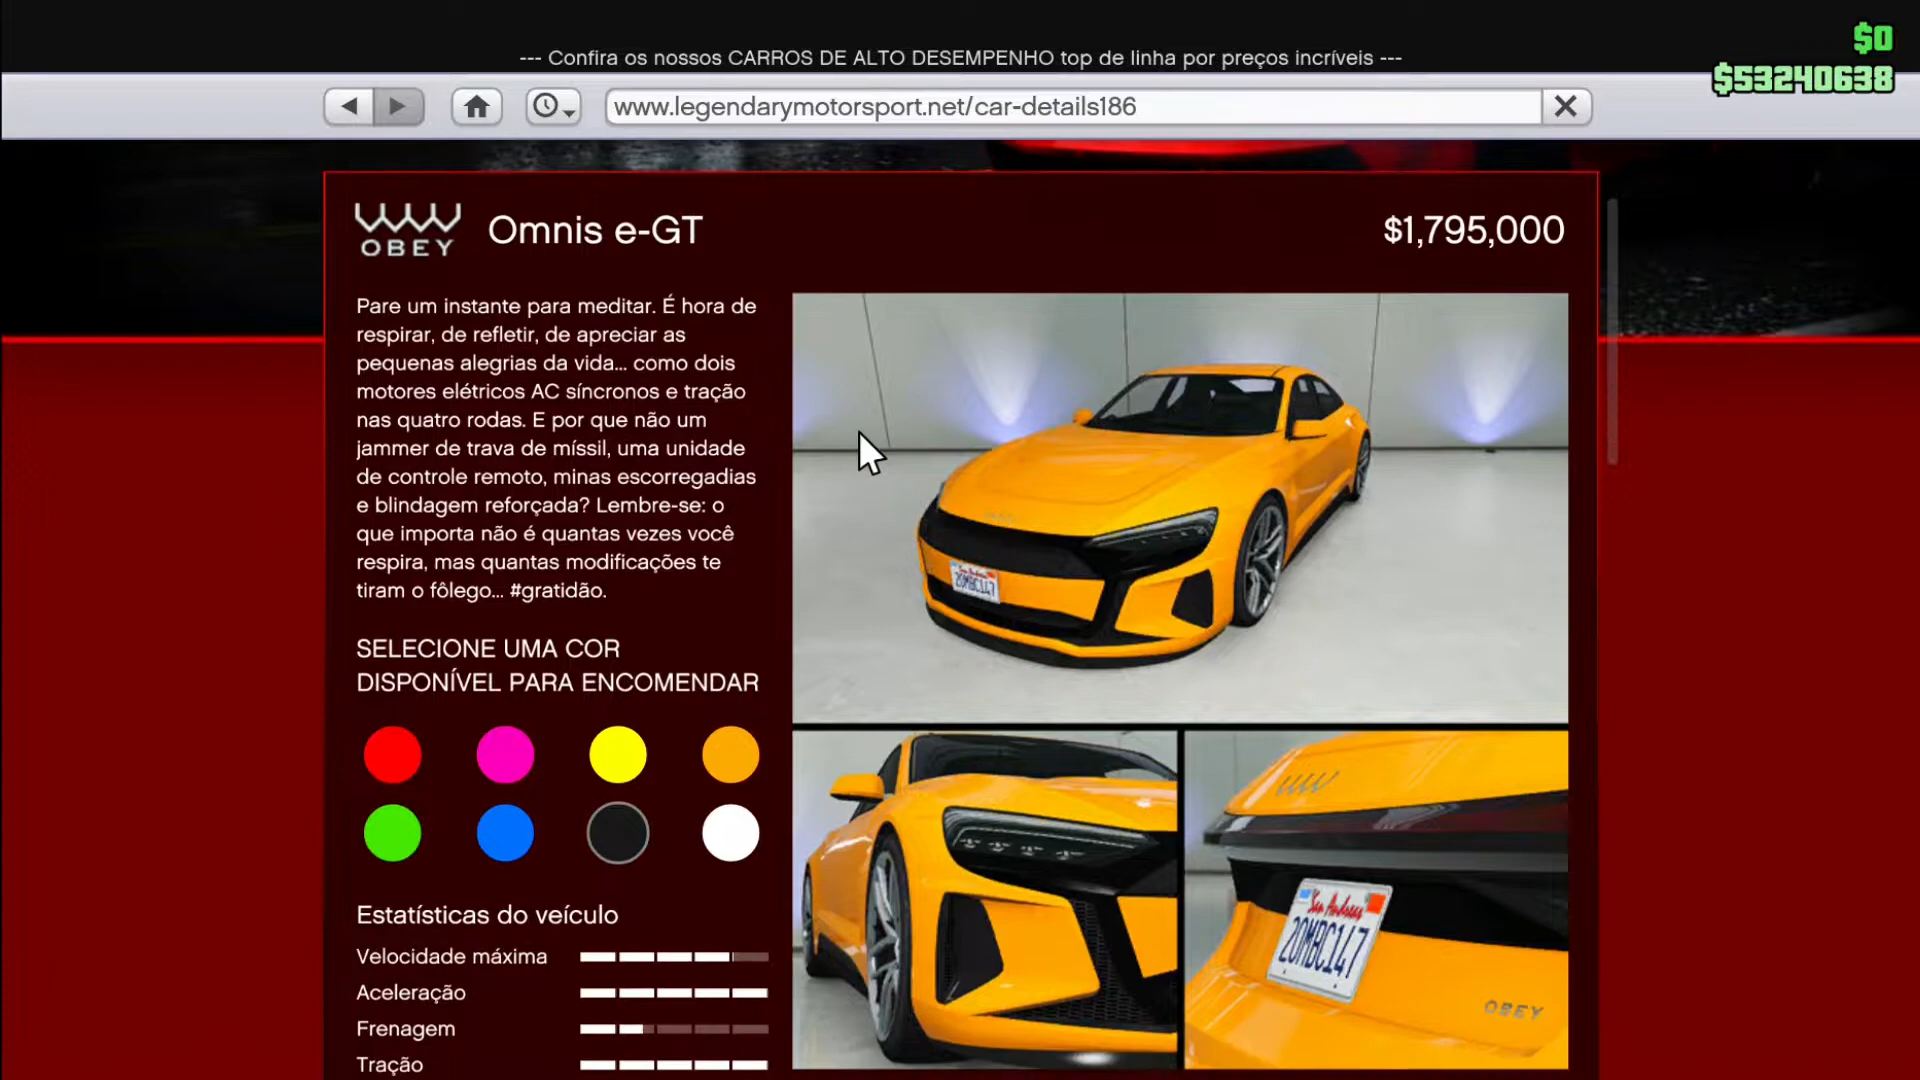 $0
--- Confira os nossos CARROS DE ALTO DESEMPENHO top de linha por preços incríveis ---
$53240638
www.legendarymotorsport.net/car-details186
OBEY
Omnis e-GT
$1,795,000
Pare um instante para meditar. É hora de
respirar, de refletir, de apreciar as
pequenas alegrias da vida... como dois
motores elétricos AC síncronos e tração
nas quatro rodas. E por que não um
jammer de trava de míssil, uma unidade
de controle remoto, minas escorregadias
e blindagem reforçada? Lembre-se: o
que importa não é quantas vezes você
respira, mas quantas modificações te
tiram o fôlego... #gratidão.
San Andreas
20MBC147
SELECIONE UMA COR
DISPONÍVEL PARA ENCOMENDAR
San Andreas
20MBC147
OBEY
Estatísticas do veículo
Velocidade máxima
Aceleração
Frenagem
Tração